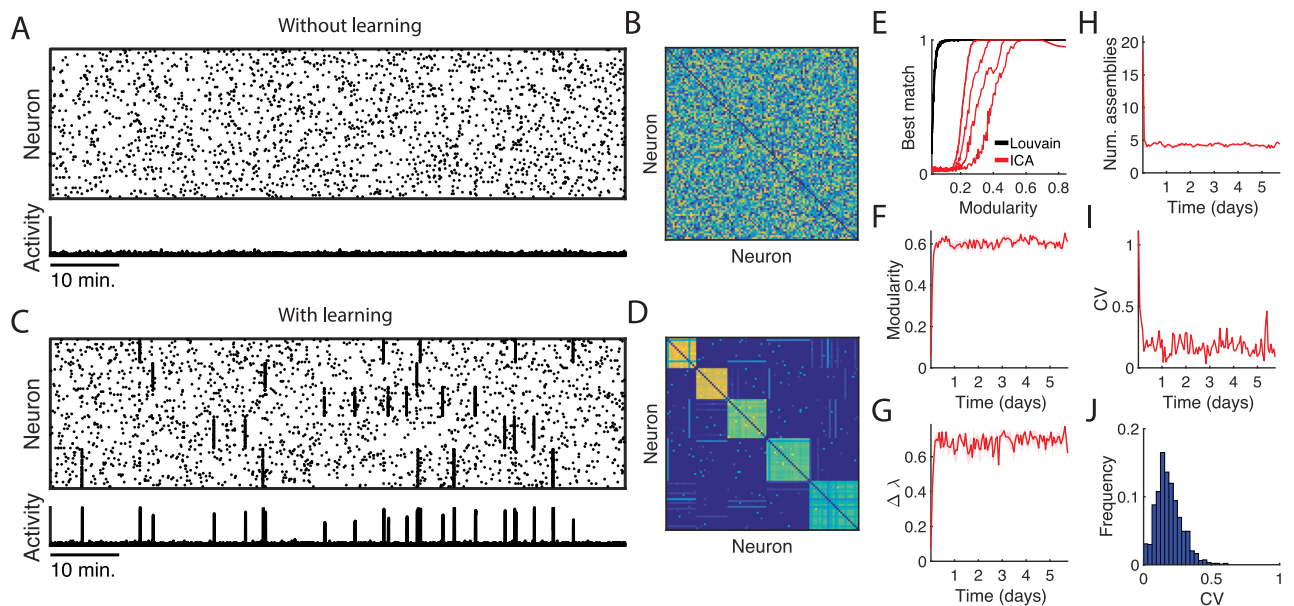 A
Without learning
Neuron
Activity
10 min.
B
Neuron
Neuron
C
With learning
Neuron
Activity
10 min.
D
Neuron
Neuron
E
Best match
1
0
0.2
0.4
0.6
0.8
Louvain
ICA
Modularity
F
Modularity
0.6
0.4
0.2
0
1
2
3
4
5
Time (days)
G
Δ λ
0.6
0.4
0.2
0
1
2
3
4
5
Time (days)
H
Num. assemblies
20
15
10
5
0
1
2
3
4
5
Time (days)
I
CV
1
0.5
0
1
2
3
4
5
Time (days)
J
Frequency
0.2
0.1
0
0
0.5
1
CV